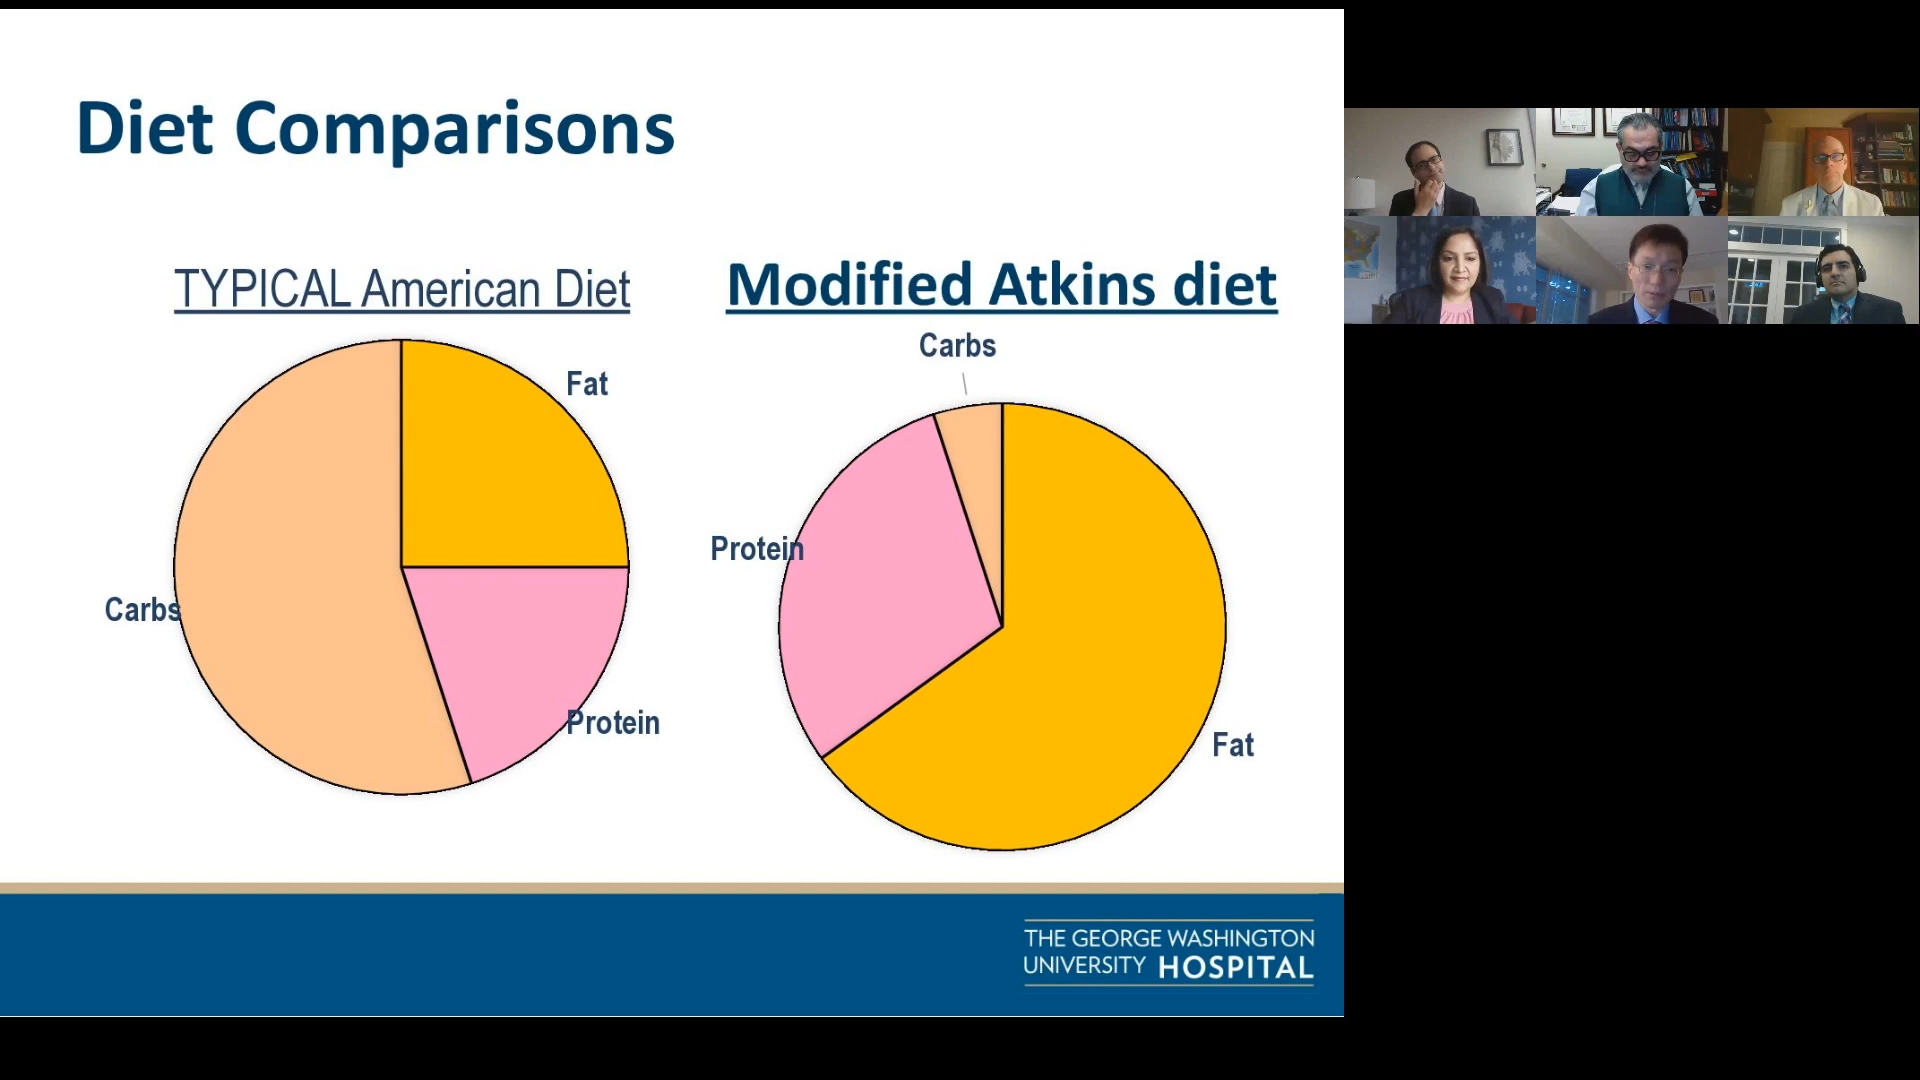 Diet Comparisons
TYPICAL American Diet
Fat
Carbs
Protein
Modified Atkins diet
Carbs
Protein
Fat
THE GEORGE WASHINGTON
UNIVERSITY HOSPITAL